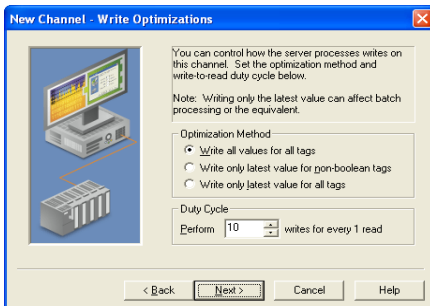 New Channel - Write Optimizations
You can control how the server processes writes on
this channel. Set the optimization method and
write-to-read duty cycle below.
Note: Writing only the latest value can affect batch
processing or the equivalent.
Optimization Method
Write all values for all tags
Write only latest value for non-boolean tags
Write only latest value for all tags
Duty Cycle
Perform 10 writes for every 1 read
< Back Next > Cancel Help